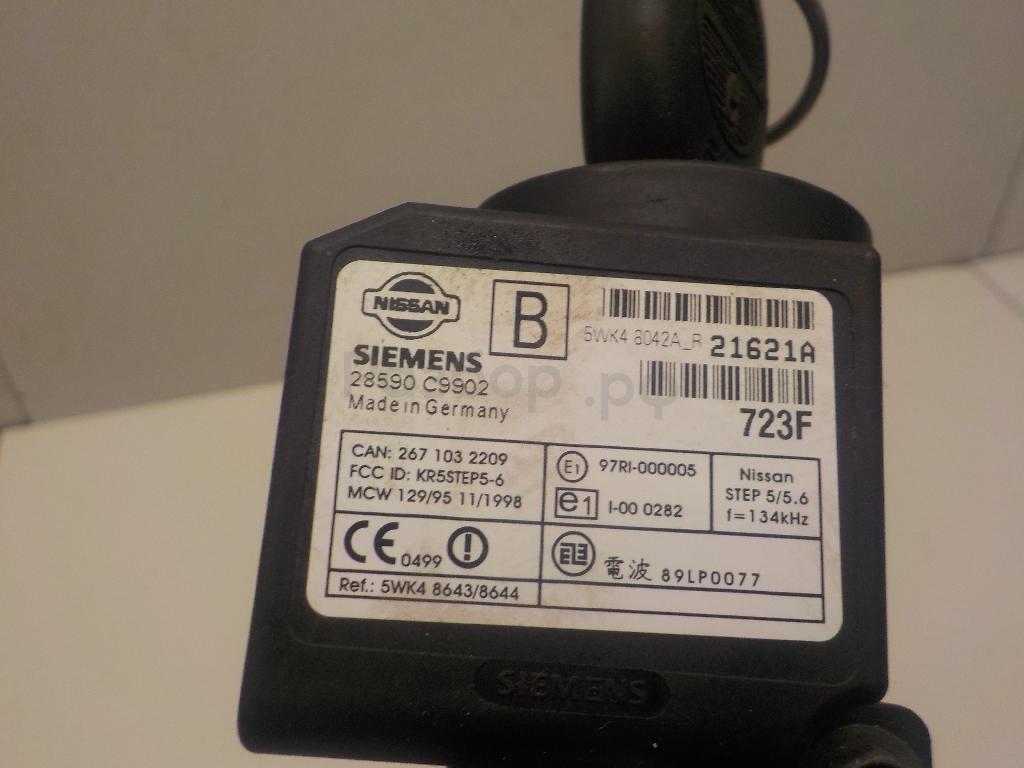 NISSAN
B
5WK4 8042A_R 21621A
SIEMENS
28590 C9902
Made in Germany
723F
CAN: 267 103 2209
FCC ID: KR5STEP5-6
MCW 129/95 11/1998
E1 97RI-000005
e1 I-00 0282
Nissan
STEP 5/5.6
f=134kHz
CE 0499
電波 89LP0077
Ref.: 5WK4 8643/8644
SIEMENS